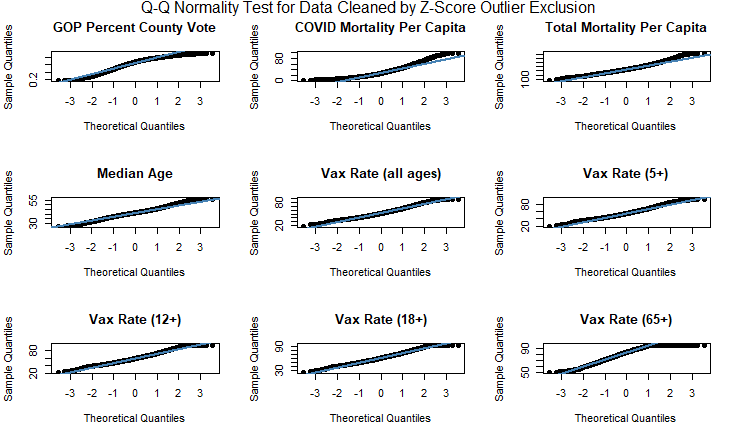 Q-Q Normality Test for Data Cleaned by Z-Score Outlier Exclusion
GOP Percent County Vote
COVID Mortality Per Capita
Total Mortality Per Capita
Sample Quantiles
0.2
-3 -2 -1 0 1 2 3
Theoretical Quantiles
Sample Quantiles
0 80
-3 -2 -1 0 1 2 3
Theoretical Quantiles
Sample Quantiles
100
-3 -2 -1 0 1 2 3
Theoretical Quantiles
Median Age
Vax Rate (all ages)
Vax Rate (5+)
Sample Quantiles
30 55
-3 -2 -1 0 1 2 3
Theoretical Quantiles
Sample Quantiles
20 80
-3 -2 -1 0 1 2 3
Theoretical Quantiles
Sample Quantiles
20 80
-3 -2 -1 0 1 2 3
Theoretical Quantiles
Vax Rate (12+)
Vax Rate (18+)
Vax Rate (65+)
Sample Quantiles
20 80
-3 -2 -1 0 1 2 3
Theoretical Quantiles
Sample Quantiles
30 90
-3 -2 -1 0 1 2 3
Theoretical Quantiles
Sample Quantiles
50 90
-3 -2 -1 0 1 2 3
Theoretical Quantiles